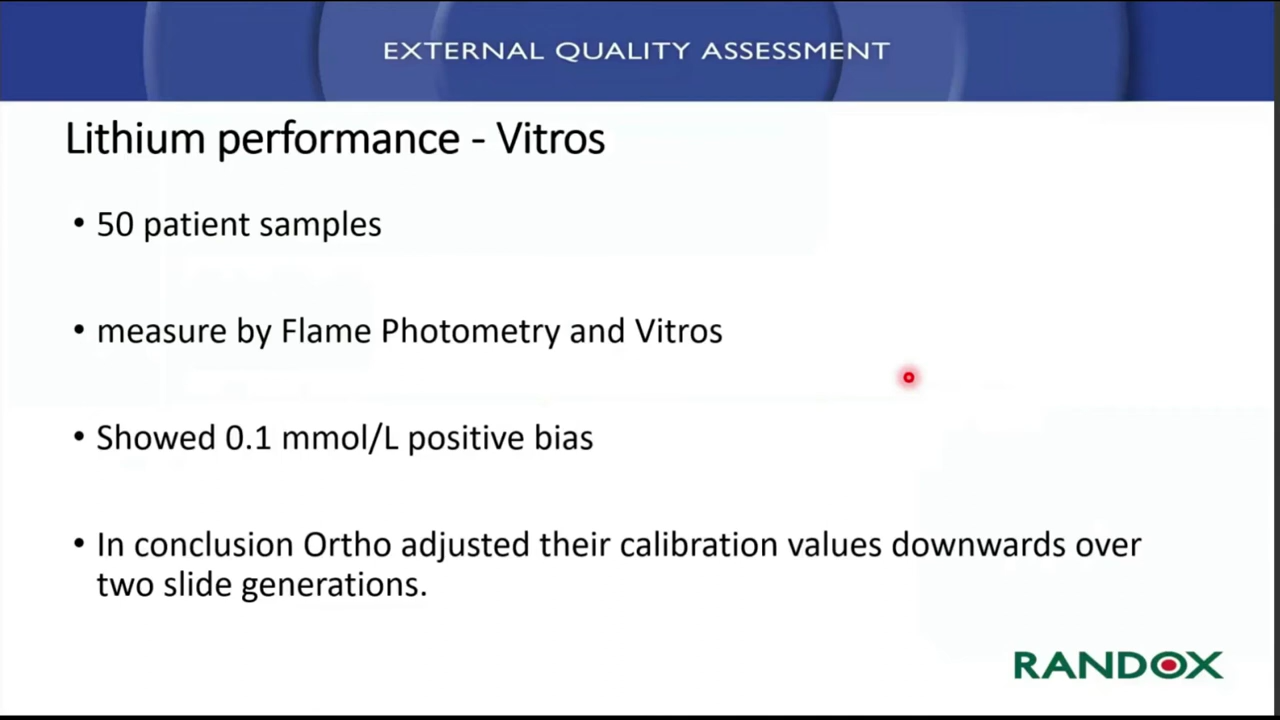 EXTERNAL QUALITY ASSESSMENT
Lithium performance - Vitros
• 50 patient samples
• measure by Flame Photometry and Vitros
• Showed 0.1 mmol/L positive bias
• In conclusion Ortho adjusted their calibration values downwards over
two slide generations.
RANDOX